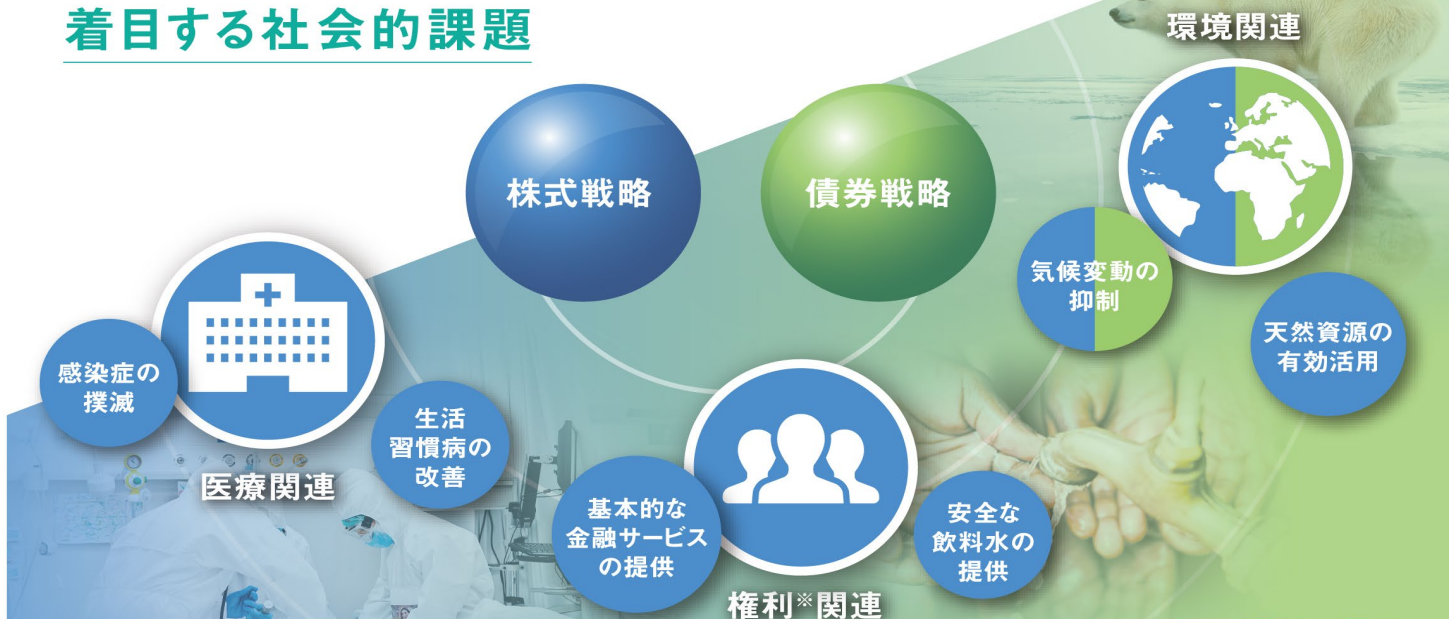 着目する社会的課題
環境関連
株式戦略
債券戦略
気候変動の
抑制
天然資源の
有効活用
感染症の
撲滅
医療関連
生活
習慣病の
改善
基本的な
金融サービス
の提供
安全な
飲料水の
提供
権利※関連